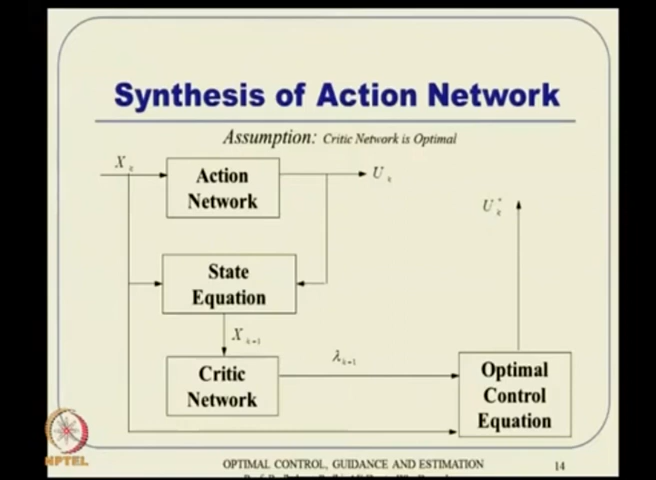 Synthesis of Action Network
Assumption: Critic Network is Optimal
X k
Action
Network
U k
U k *
State
Equation
X k+1
λ k+1
Critic
Network
Optimal
Control
Equation
NPTEL
OPTIMAL CONTROL, GUIDANCE AND ESTIMATION
14